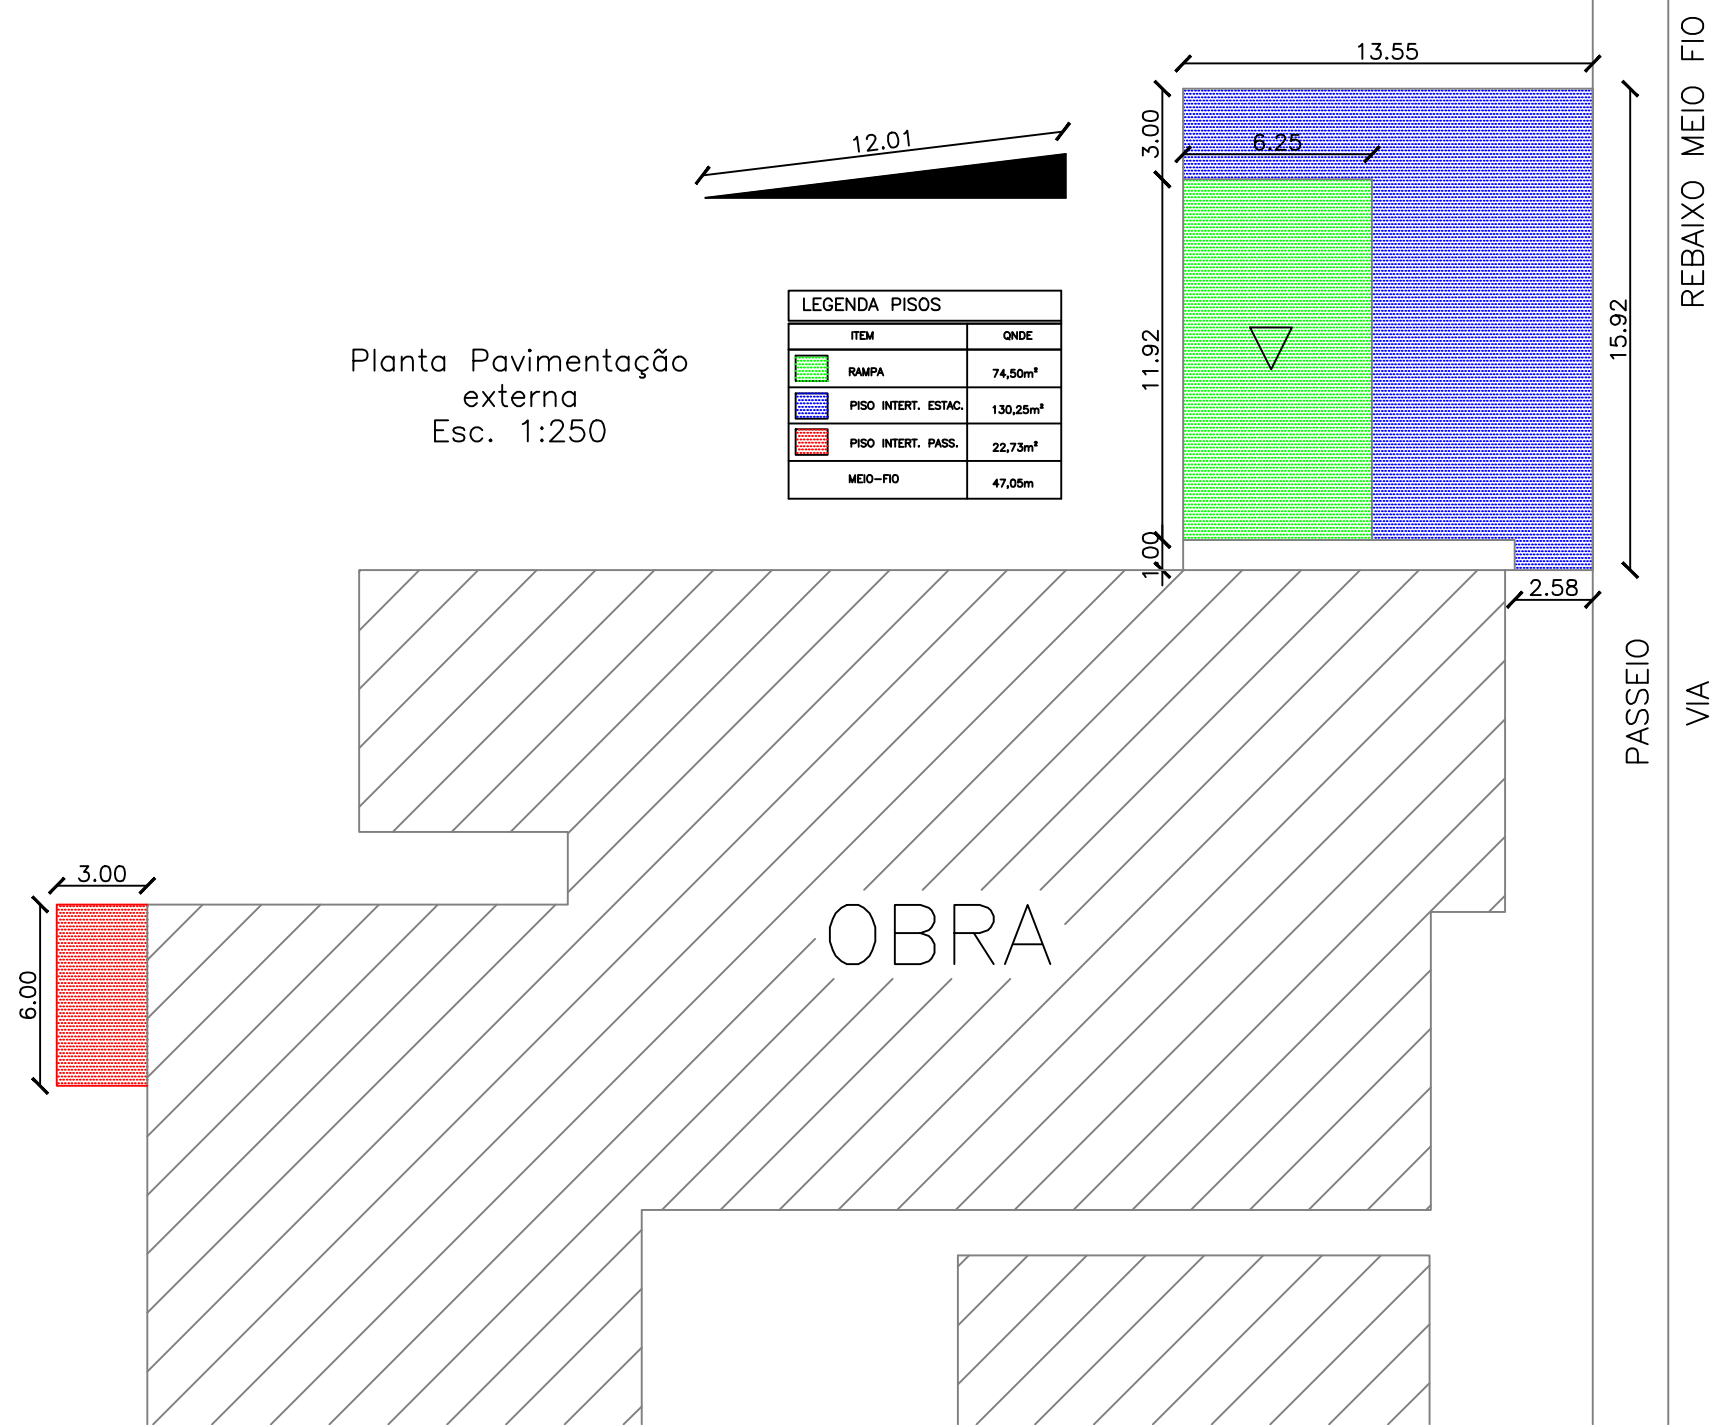 13.55
REBAIXO MEIO FIO
3.00
12.01
6.25
LEGENDA PISOS
ITEM QNDE
RAMPA 74,50m²
PISO INTERT. ESTAC. 130,25m²
PISO INTERT. PASS. 22,73m²
MEIO-FIO 47,05m
Planta Pavimentação
externa
Esc. 1:250
11.92
15.92
1.00
2.58
PASSEIO
VIA
3.00
6.00
OBRA